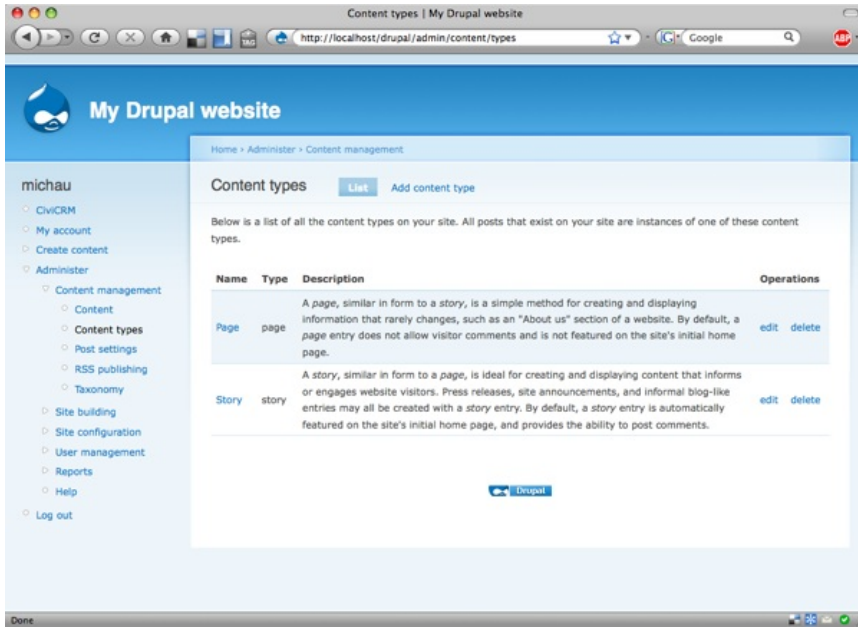 Content types | My Drupal website
http://localhost/drupal/admin/content/types
Google
ABP
TAG
My Drupal website
Home › Administer › Content management
michau
CiviCRM
My account
Create content
Administer
Content management
Content
Content types
Post settings
RSS publishing
Taxonomy
Site building
Site configuration
User management
Reports
Help
Log out
Content types
List
Add content type
Below is a list of all the content types on your site. All posts that exist on your site are instances of one of these content
types.
Name Type Description Operations
Page page
A page, similar in form to a story, is a simple method for creating and displaying
information that rarely changes, such as an "About us" section of a website. By default, a
page entry does not allow visitor comments and is not featured on the site's initial home
page.
edit delete
Story story
A story, similar in form to a page, is ideal for creating and displaying content that informs
or engages website visitors. Press releases, site announcements, and informal blog-like
entries may all be created with a story entry. By default, a story entry is automatically
featured on the site's initial home page, and provides the ability to post comments.
edit delete
Drupal
Done